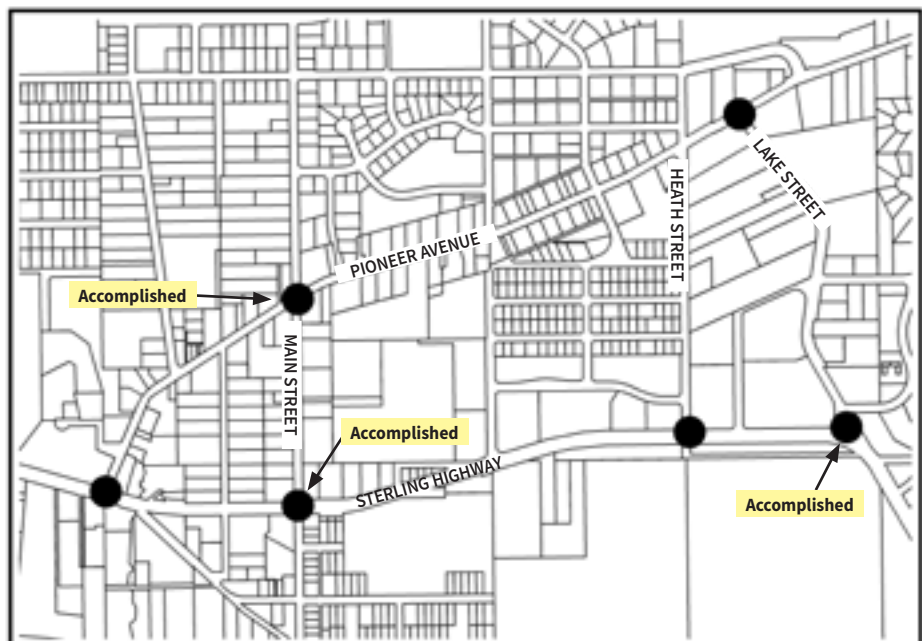 LAKE STREET
HEATH STREET
PIONEER AVENUE
Accomplished
MAIN STREET
Accomplished
STERLING HIGHWAY
Accomplished